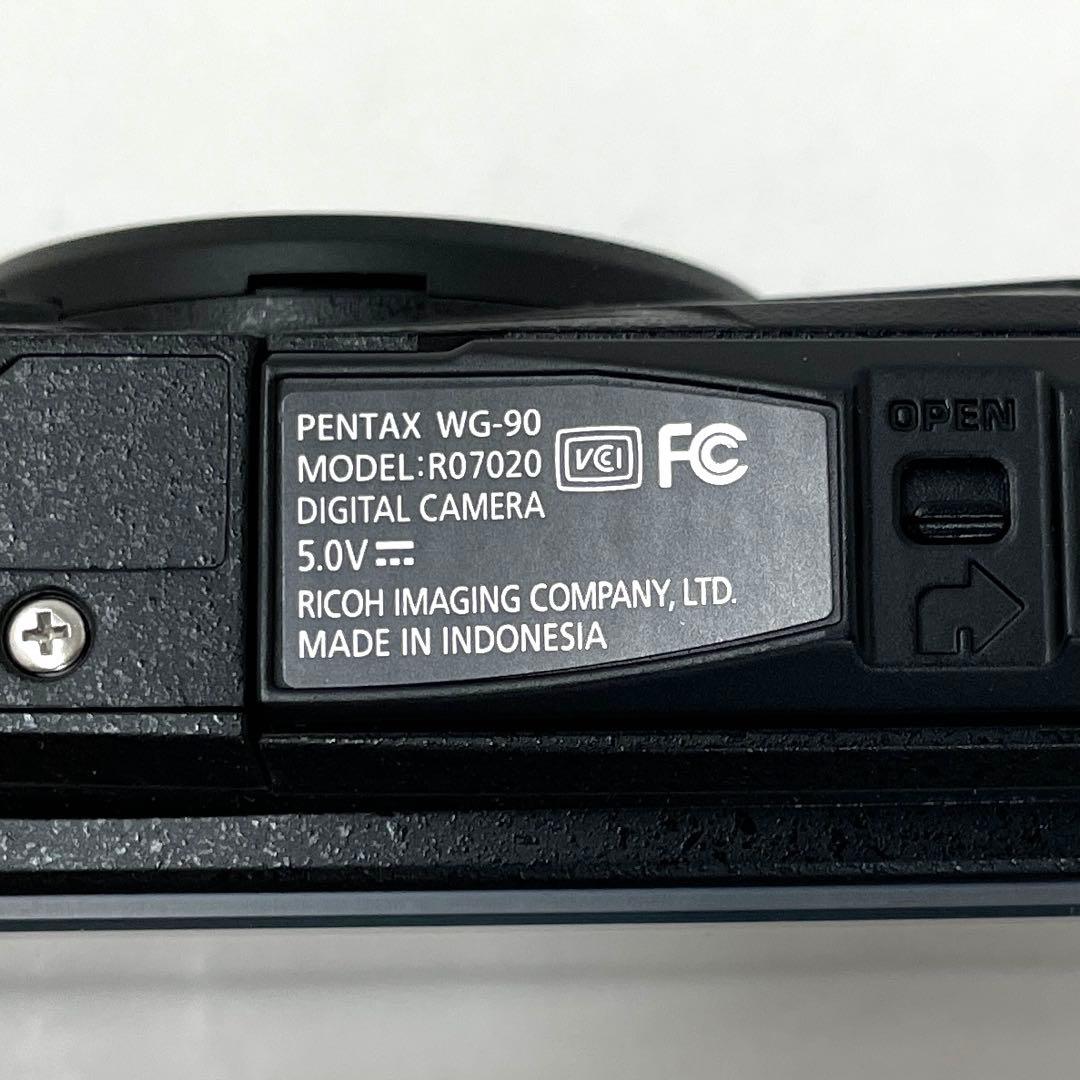 PENTAX WG-90
MODEL:R07020
VCI FC
DIGITAL CAMERA
5.0V
RICOH IMAGING COMPANY, LTD.
MADE IN INDONESIA
OPEN